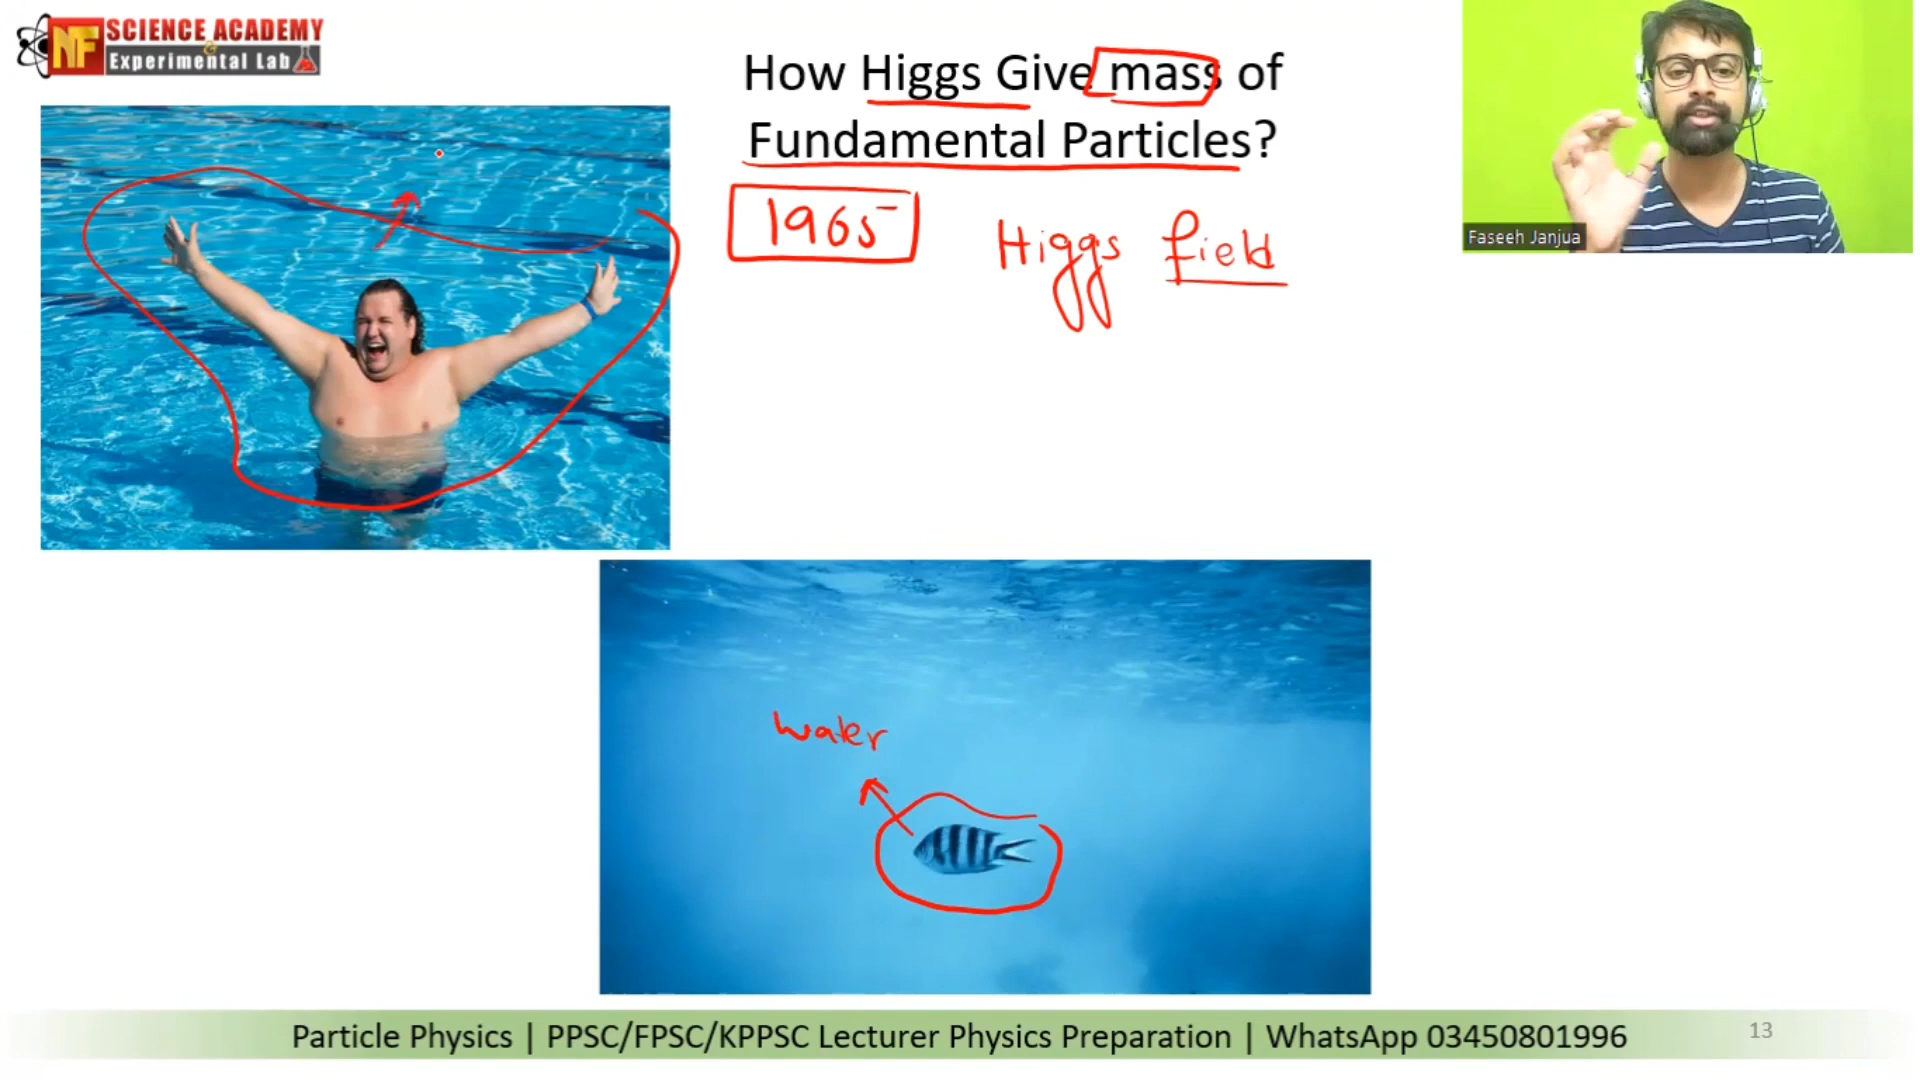 NF SCIENCE ACADEMY
&
Experimental Lab
How Higgs Give mass of
Fundamental Particles?
1965
Higgs field
Faseeh Janjua
water
Particle Physics | PPSC/FPSC/KPPSC Lecturer Physics Preparation | WhatsApp 03450801996
13